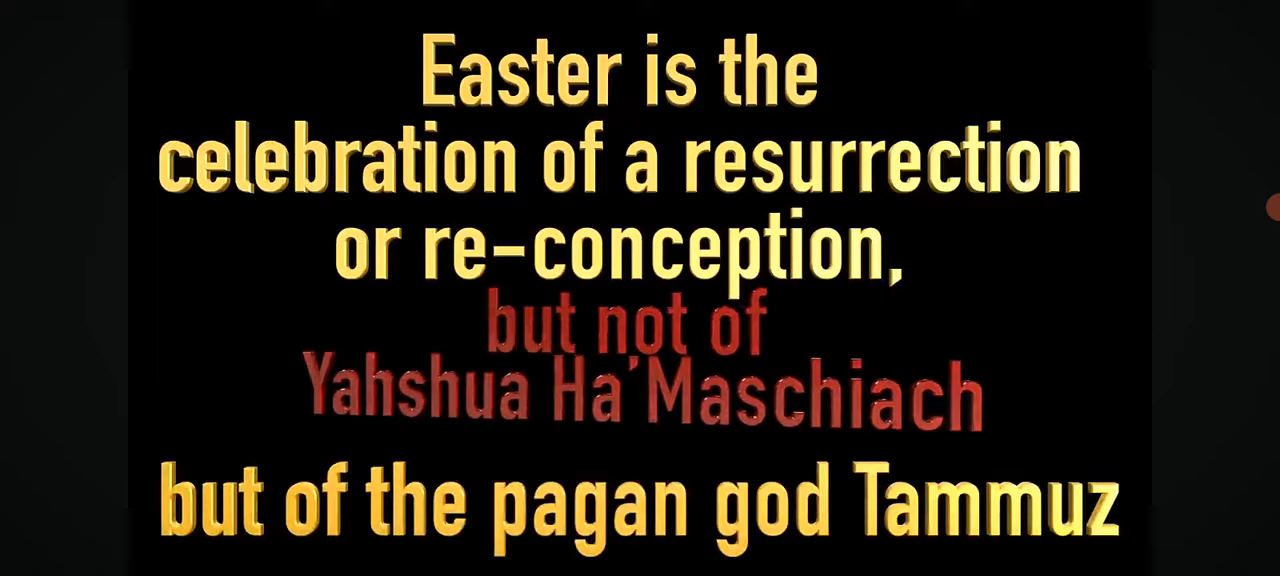 Easter is the
celebration of a resurrection
or re-conception,
but not of
Yahshua Ha'Maschiach
but of the pagan god Tammuz